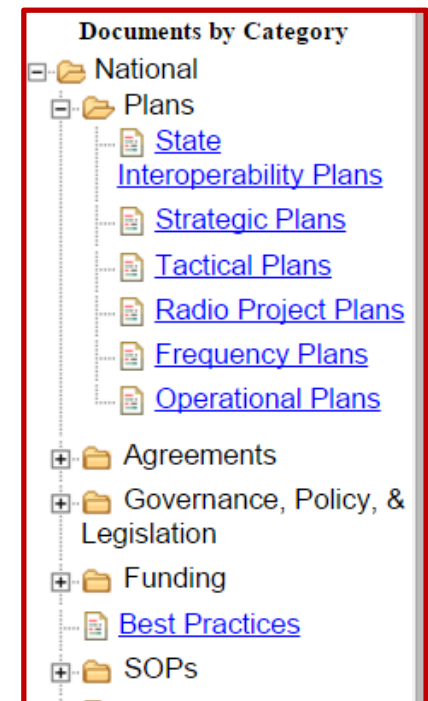 Documents by Category
National
Plans
State
Interoperability Plans
Strategic Plans
Tactical Plans
Radio Project Plans
Frequency Plans
Operational Plans
Agreements
Governance, Policy, &
Legislation
Funding
Best Practices
SOPs